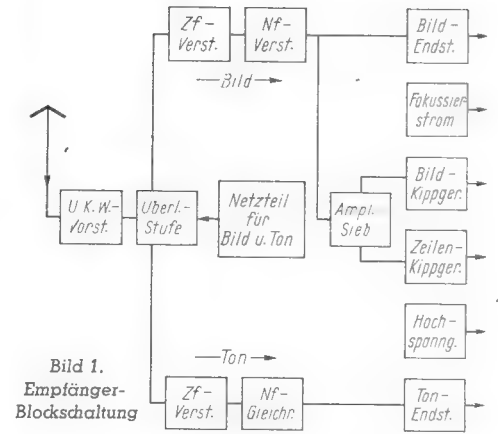 Zf-
Verst.
Nf-
Verst.
Bild-
Endst.
Bild
Fokussier
strom
U.K.W.-
Vorst.
Überl.-
Stufe
Netzteil
für
Bild u. Ton
Ampl.
Sieb
Bild-
Kippger.
Zeilen-
Kippger.
Hoch-
spanng.
Ton
Zf-
Verst.
Nf-
Gleichr.
Ton-
Endst.
Bild 1.
Empfänger-
Blockschaltung